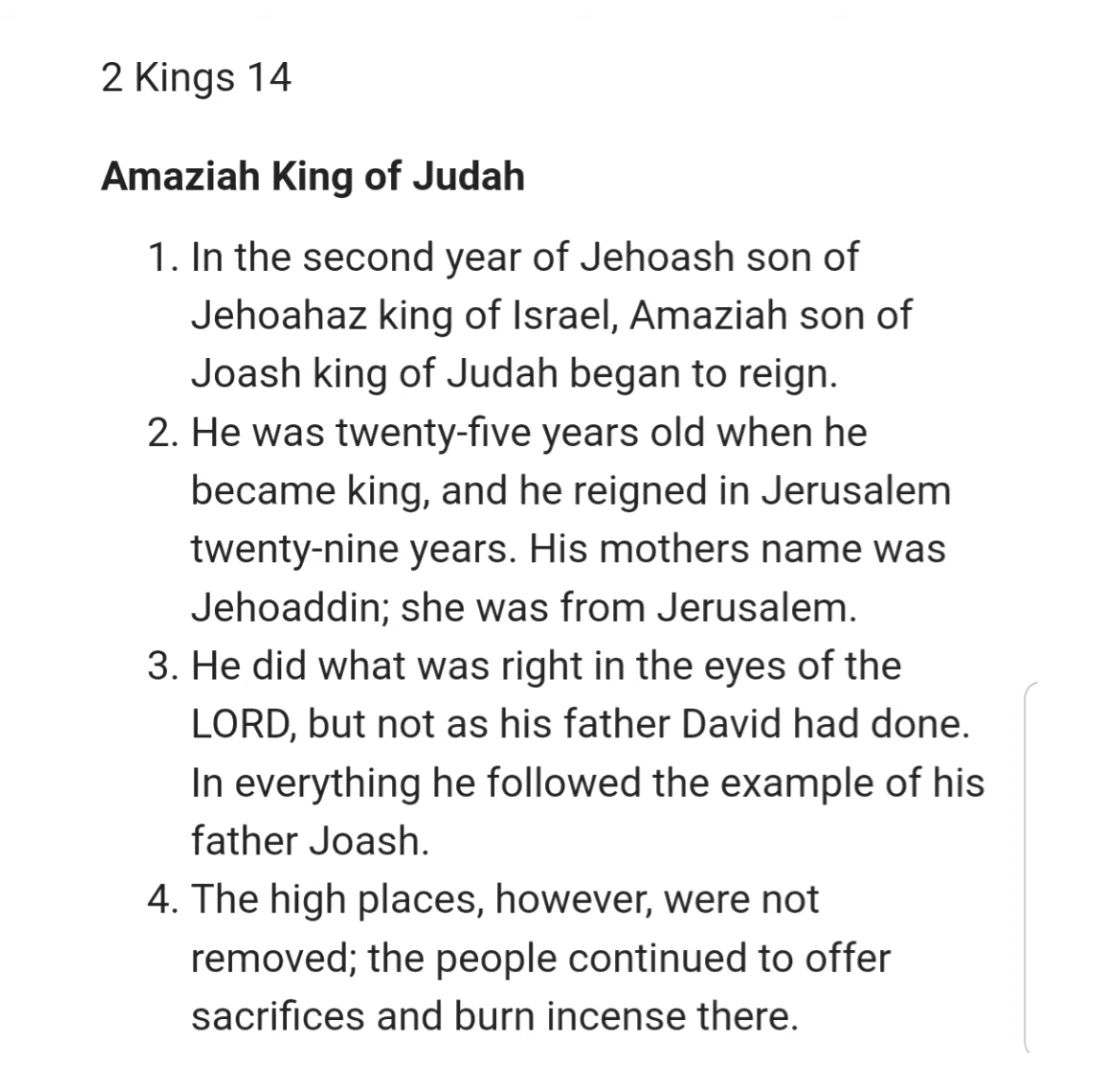 2 Kings 14
Amaziah King of Judah
1. In the second year of Jehoash son of
Jehoahaz king of Israel, Amaziah son of
Joash king of Judah began to reign.
2. He was twenty-five years old when he
became king, and he reigned in Jerusalem
twenty-nine years. His mothers name was
Jehoaddin; she was from Jerusalem.
3. He did what was right in the eyes of the
LORD, but not as his father David had done.
In everything he followed the example of his
father Joash.
4. The high places, however, were not
removed; the people continued to offer
sacrifices and burn incense there.